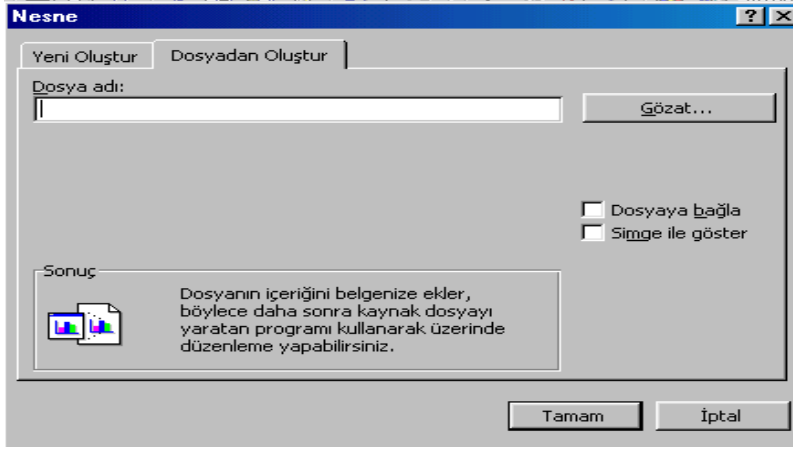 Nesne
Yeni Oluştur
Dosyadan Oluştur
Dosya adı:
Gözat...
Dosyaya bağla
Simge ile göster
Sonuç
Dosyanın içeriğini belgenize ekler,
böylece daha sonra kaynak dosyayı
yaratan programı kullanarak üzerinde
düzenleme yapabilirsiniz.
Tamam
İptal